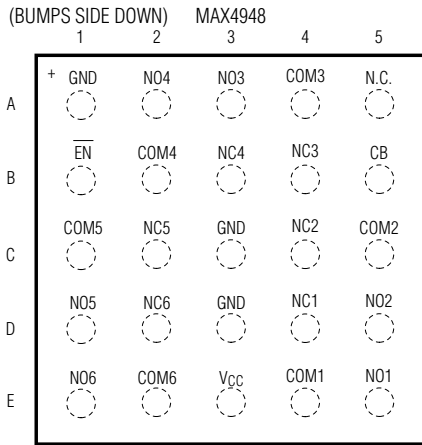 (BUMPS SIDE DOWN) MAX4948
1 2 3 4 5
+ GND NO4 NO3 COM3 N.C.
A
EN COM4 NC4 NC3 CB
B
COM5 NC5 GND NC2 COM2
C
NO5 NC6 GND NC1 NO2
D
NO6 COM6 VCC COM1 NO1
E